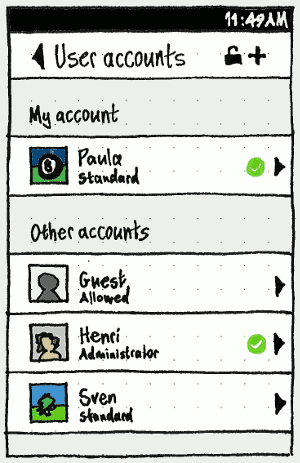 11:49AM
User accounts
My account
Paula
Standard
Other accounts
Guest
Allowed
Henri
Administrator
Sven
Standard